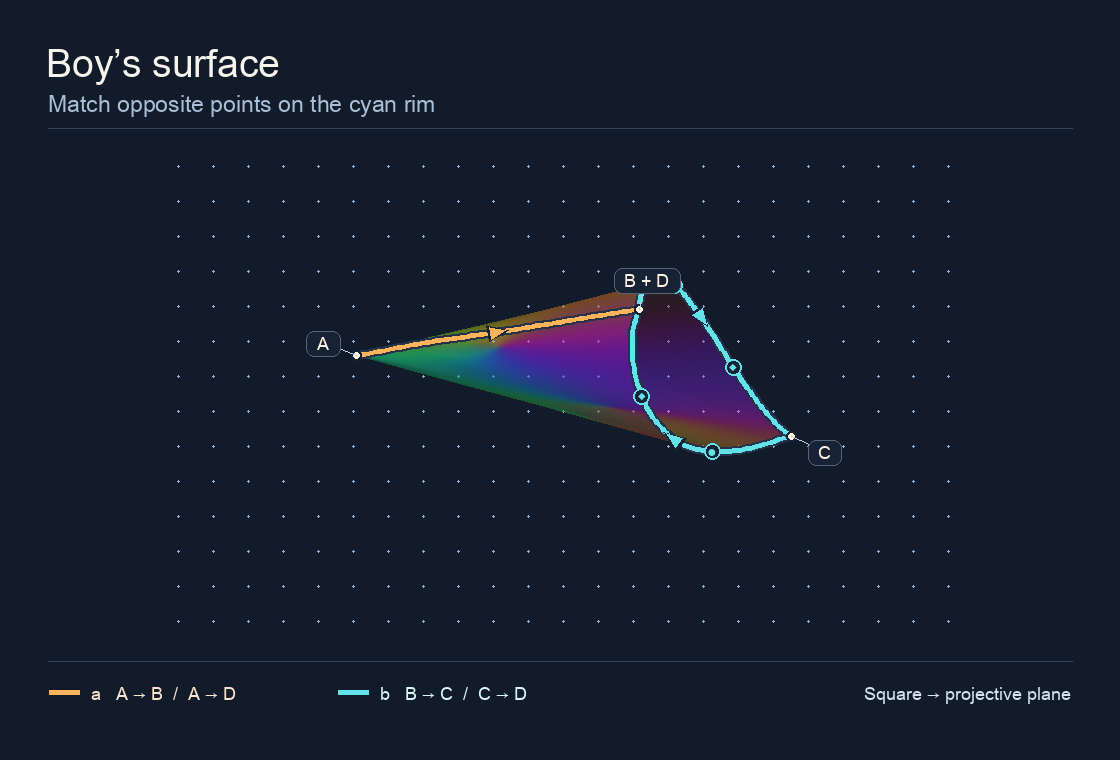 Boy’s surface
Match opposite points on the cyan rim
B + D
A
C
a A→B / A→D
b B→C / C→D
Square→projective plane